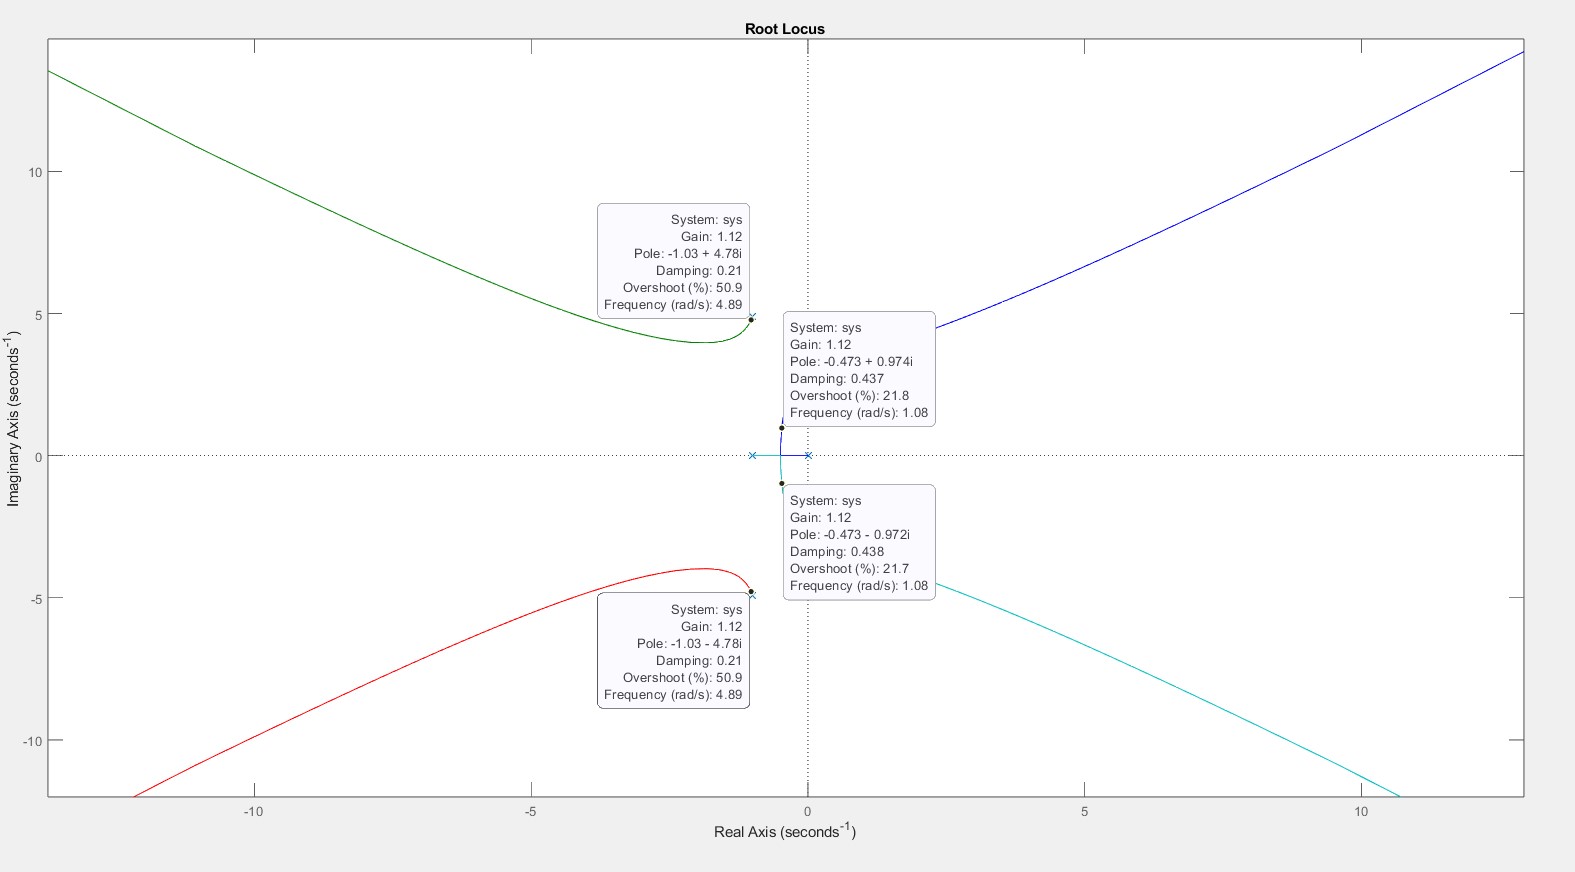 Root Locus
System: sys
Gain: 1.12
Pole: -1.03 + 4.78i
Damping: 0.21
Overshoot (%): 50.9
Frequency (rad/s): 4.89
System: sys
Gain: 1.12
Pole: -0.473 + 0.974i
Damping: 0.437
Overshoot (%): 21.8
Frequency (rad/s): 1.08
System: sys
Gain: 1.12
Pole: -0.473 - 0.972i
Damping: 0.438
Overshoot (%): 21.7
Frequency (rad/s): 1.08
System: sys
Gain: 1.12
Pole: -1.03 - 4.78i
Damping: 0.21
Overshoot (%): 50.9
Frequency (rad/s): 4.89
Imaginary Axis (seconds⁻¹)
10
5
0
-5
-10
-10
-5
0
5
10
Real Axis (seconds⁻¹)